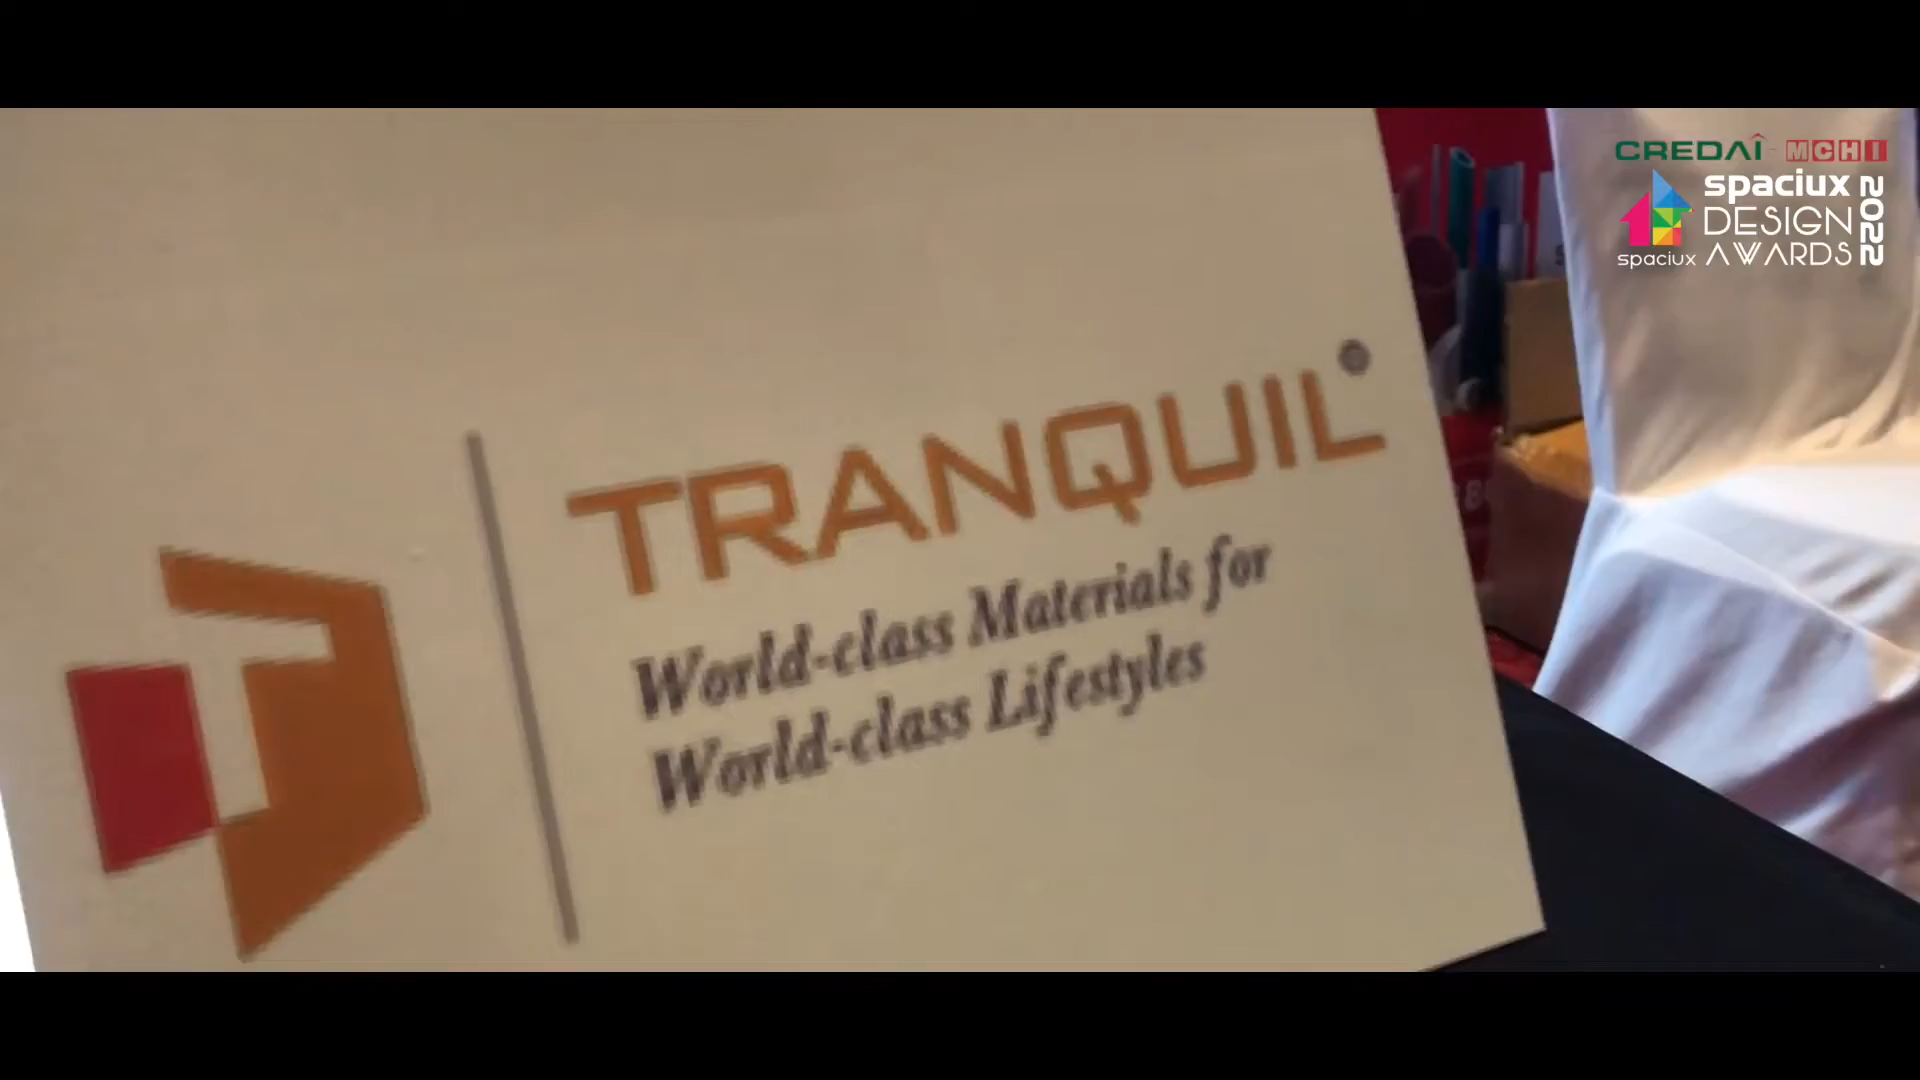 CREDAI MCHI
spaciux
DESIGN
AWARDS
2022
spaciux
TRANQUIL
World-class Materials for
World-class Lifestyles